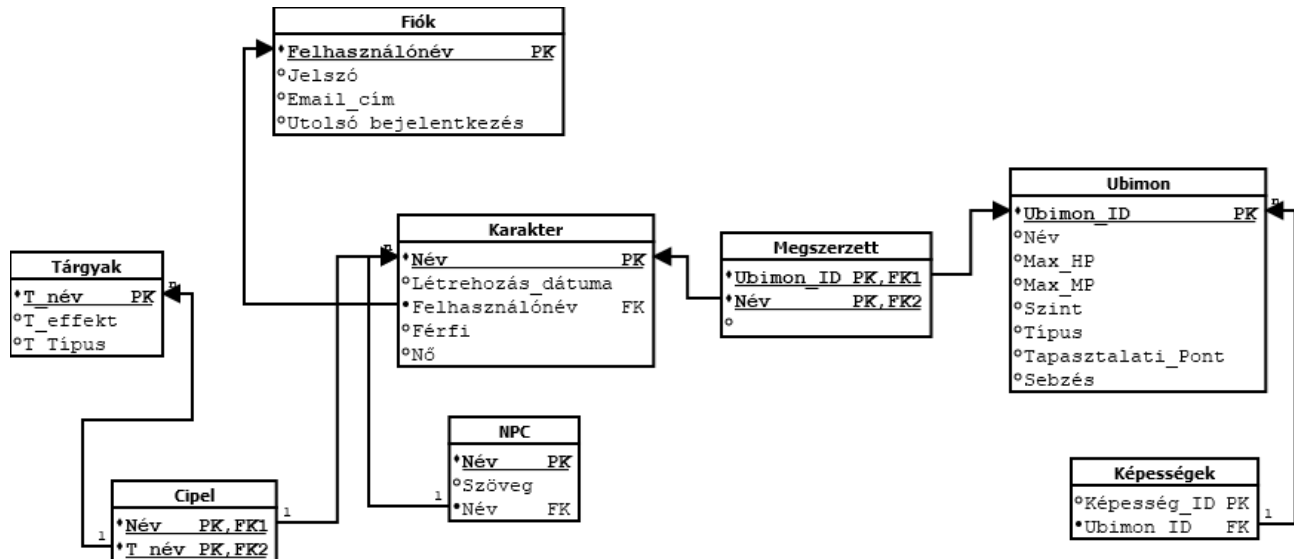 Fiók
Felhasználónév PK
Jelszó
Email_cím
Utolsó bejelentkezés
Ubimon
Ubimon_ID PK
n
Név
Max_HP
Max_MP
Szint
Típus
Tapasztalati_Pont
Sebzés
Karakter
n
Név PK
Létrehozás_dátuma
Felhasználónév FK
Férfi
Nő
Megszerzett
Ubimon_ID PK,FK1
Név PK,FK2
Tárgyak
T_név PK
n
T_effekt
T_Típus
NPC
Név PK
Szöveg
Név FK
1
Képességek
Képesség_ID PK
Ubimon_ID FK
1
Cipel
Név PK,FK1
1
T_név PK,FK2
1